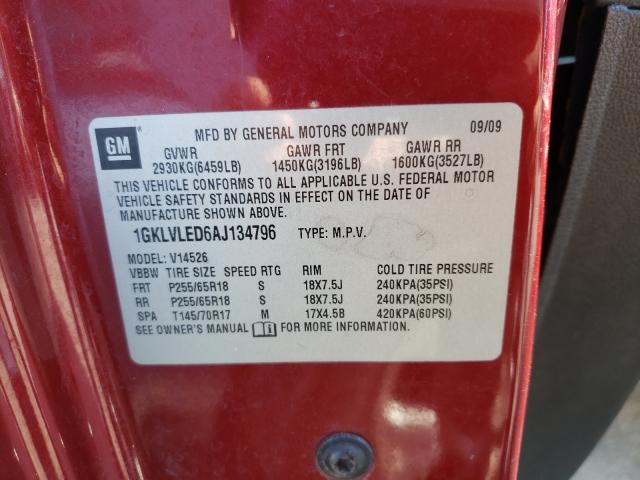 MFD BY GENERAL MOTORS COMPANY 09/09
GM
GVWR GAWR FRT GAWR RR
2930KG(6459LB) 1450KG(3196LB) 1600KG(3527LB)
THIS VEHICLE CONFORMS TO ALL APPLICABLE U.S. FEDERAL MOTOR
VEHICLE SAFETY STANDARDS IN EFFECT ON THE DATE OF
MANUFACTURE SHOWN ABOVE.
1GKLVLED6AJ134796 TYPE: M.P.V.
MODEL: V14526
VBBW TIRE SIZE SPEED RTG RIM COLD TIRE PRESSURE
FRT P255/65R18 S 18X7.5J 240KPA(35PSI)
RR P255/65R18 S 18X7.5J 240KPA(35PSI)
SPA T145/70R17 M 17X4.5B 420KPA(60PSI)
SEE OWNER'S MANUAL FOR MORE INFORMATION.